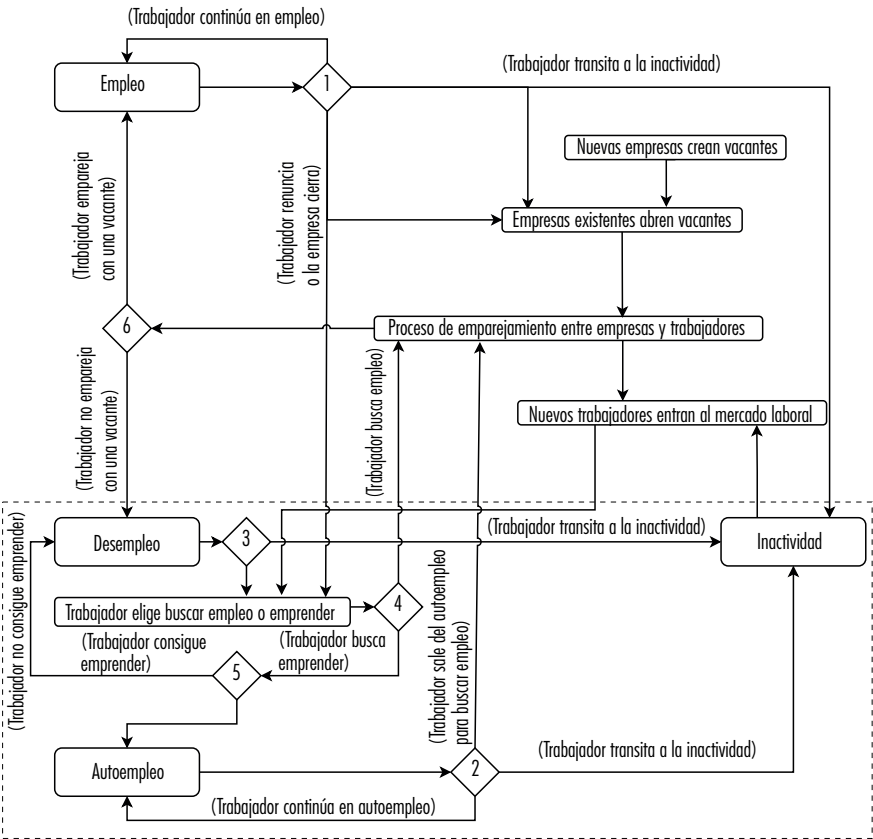 (Trabajador continúa en empleo)
Empleo
1
(Trabajador transita a la inactividad)
Nuevas empresas crean vacantes
(Trabajador empareja
con una vacante)
(Trabajador renuncia
o la empresa cierra)
Empresas existentes abren vacantes
6
Proceso de emparejamiento entre empresas y trabajadores
(Trabajador no empareja
con una vacante)
(Trabajador busca empleo)
Nuevos trabajadores entran al mercado laboral
(Trabajador no consigue emprender)
Desempleo
3
(Trabajador transita a la inactividad)
Inactividad
Trabajador elige buscar empleo o emprender
4
(Trabajador consigue
emprender)
(Trabajador busca
emprender)
5
(Trabajador sale del autoempleo
para buscar empleo)
Autoempleo
2
(Trabajador transita a la inactividad)
(Trabajador continúa en autoempleo)